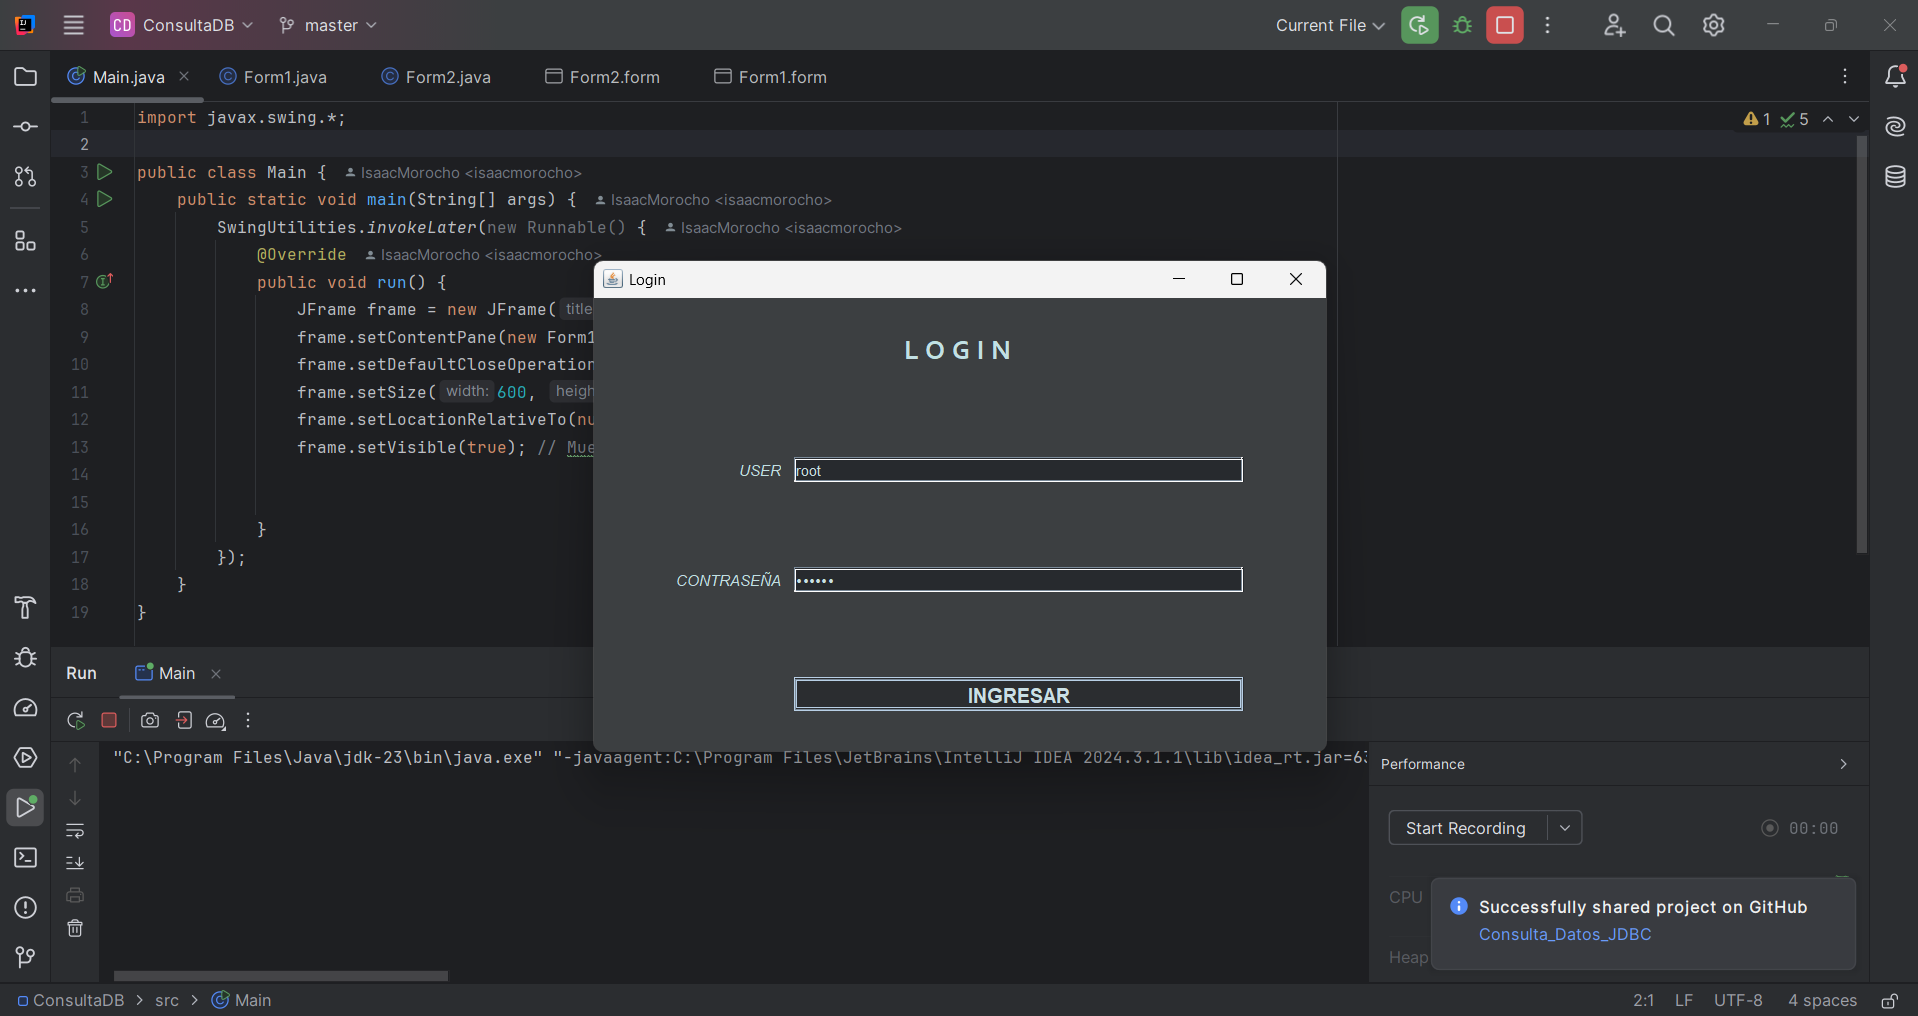 CD ConsultaDB master Current File
Main.java Form1.java Form2.java Form2.form Form1.form
1 import javax.swing.*; 1 5
2
3 public class Main { IsaacMorocho <isaacmorocho>
4 public static void main(String[] args) { IsaacMorocho <isaacmorocho>
5 SwingUtilities.invokeLater(new Runnable() { IsaacMorocho <isaacmorocho>
6 @Override IsaacMorocho <isaacmorocho>
7 public void run() {
8 JFrame frame = new JFrame( title
9 frame.setContentPane(new Form1
10 frame.setDefaultCloseOperation
11 frame.setSize( width: 600, heigh
12 frame.setLocationRelativeTo(nu
13 frame.setVisible(true); // Mue
14
15
16 }
17 });
18 }
19 }
Login
LOGIN
USER root
CONTRASEÑA ••••••
INGRESAR
Run Main
"C:\Program Files\Java\jdk-23\bin\java.exe" "-javaagent:C:\Program Files\JetBrains\IntelliJ IDEA 2024.3.1.1\lib\idea_rt.jar=63
Performance
Start Recording 00:00
CPU
Heap
Successfully shared project on GitHub
Consulta_Datos_JDBC
ConsultaDB > src > Main 2:1 LF UTF-8 4 spaces